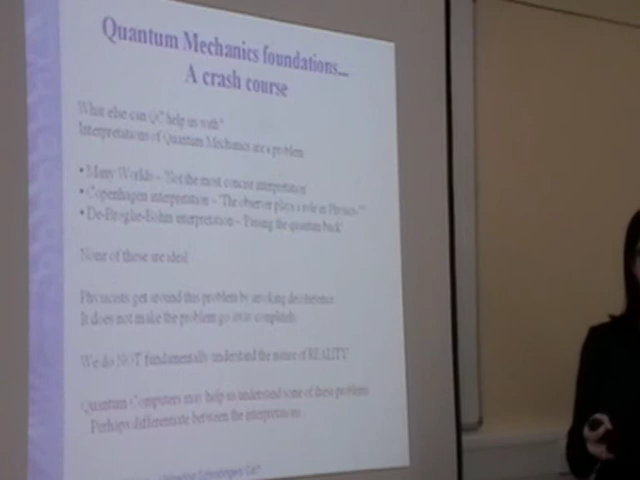 Quantum Mechanics foundations...
A crash course
What else can QC help us with?
Interpretations of Quantum Mechanics are a problem
• Many Worlds – 'Not the most concise interpretation
• Copenhagen interpretation – 'The observer plays a role in Physics'
• De-Broglie-Bohm interpretation – 'Passing the quantum buck'
None of these are ideal
Physicists get around this problem by invoking decoherence
It does not make the problem go away completely
We do NOT fundamentally understand the nature of REALITY!
Quantum Computers may help us understand some of these problems
Perhaps differentiate between the interpretations